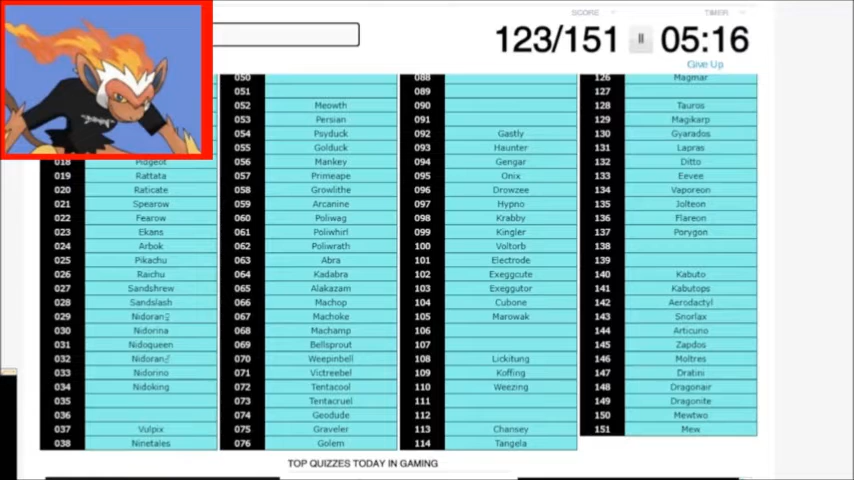 SCORE TIMER
123/151 II 05:16
Give Up
050 088 126 Magmar
051 089 127
052 Meowth 090 128 Tauros
053 Persian 091 129 Magikarp
054 Psyduck 092 Gastly 130 Gyarados
055 Golduck 093 Haunter 131 Lapras
018 Pidgeot 056 Mankey 094 Gengar 132 Ditto
019 Rattata 057 Primeape 095 Onix 133 Eevee
020 Raticate 058 Growlithe 096 Drowzee 134 Vaporeon
021 Spearow 059 Arcanine 097 Hypno 135 Jolteon
022 Fearow 060 Poliwag 098 Krabby 136 Flareon
023 Ekans 061 Poliwhirl 099 Kingler 137 Porygon
024 Arbok 062 Poliwrath 100 Voltorb 138
025 Pikachu 063 Abra 101 Electrode 139
026 Raichu 064 Kadabra 102 Exeggcute 140 Kabuto
027 Sandshrew 065 Alakazam 103 Exeggutor 141 Kabutops
028 Sandslash 066 Machop 104 Cubone 142 Aerodactyl
029 Nidoran♀ 067 Machoke 105 Marowak 143 Snorlax
030 Nidorina 068 Machamp 106 144 Articuno
031 Nidoqueen 069 Bellsprout 107 145 Zapdos
032 Nidoran♂ 070 Weepinbell 108 Lickitung 146 Moltres
033 Nidorino 071 Victreebel 109 Koffing 147 Dratini
034 Nidoking 072 Tentacool 110 Weezing 148 Dragonair
035 073 Tentacruel 111 149 Dragonite
036 074 Geodude 112 150 Mewtwo
037 Vulpix 075 Graveler 113 Chansey 151 Mew
038 Ninetales 076 Golem 114 Tangela
TOP QUIZZES TODAY IN GAMING